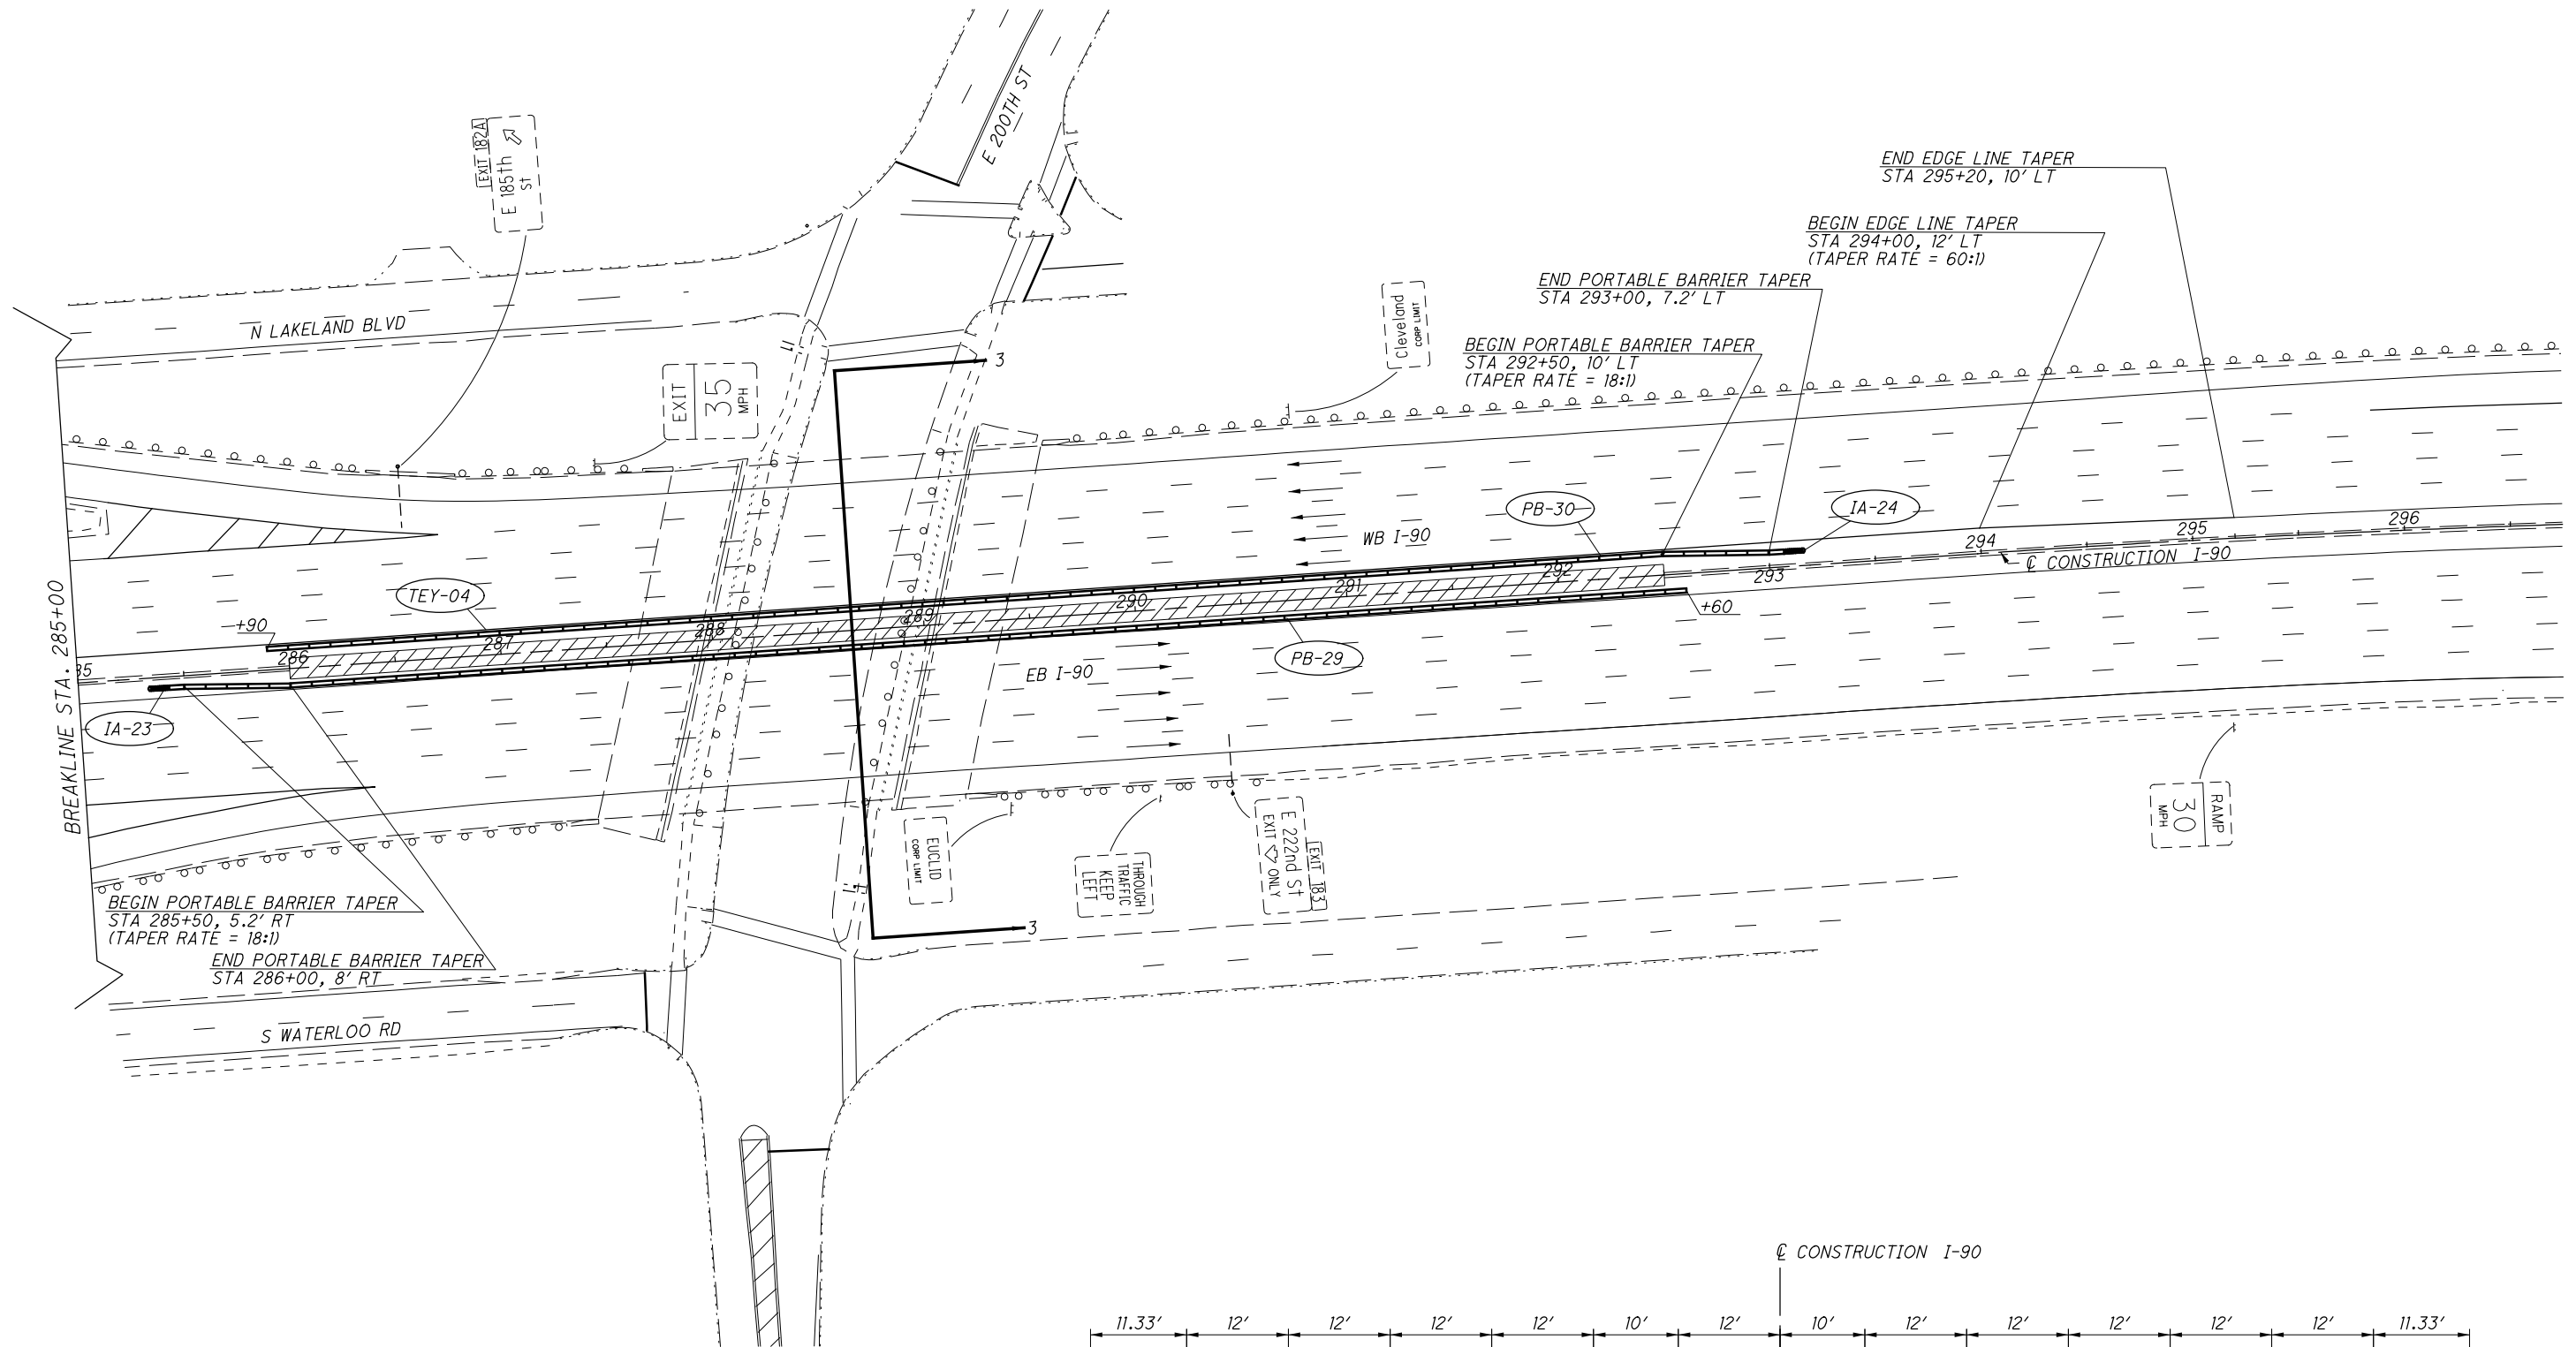 E 200TH ST
EXIT 182A
E 185th
St
END EDGE LINE TAPER
STA 295+20, 10' LT
BEGIN EDGE LINE TAPER
STA 294+00, 12' LT
(TAPER RATE = 60:1)
END PORTABLE BARRIER TAPER
STA 293+00, 7.2' LT
BEGIN PORTABLE BARRIER TAPER
STA 292+50, 10' LT
(TAPER RATE = 18:1)
Cleveland
CORP LIMIT
N LAKELAND BLVD
EXIT
35
MPH
3
PB-30
IA-24
WB I-90
296
295
294
293
292
291
290
289
288
287
286
85
₵ CONSTRUCTION I-90
TEY-04
+90
+60
PB-29
EB I-90
IA-23
BREAKLINE STA. 285+00
EUCLID
CORP LIMIT
THROUGH
TRAFFIC
KEEP
LEFT
EXIT 183
E 222nd St
EXIT ONLY
RAMP
30
MPH
BEGIN PORTABLE BARRIER TAPER
STA 285+50, 5.2' RT
(TAPER RATE = 18:1)
3
END PORTABLE BARRIER TAPER
STA 286+00, 8' RT
S WATERLOO RD
₵ CONSTRUCTION I-90
11.33' 12' 12' 12' 12' 10' 12' 10' 12' 12' 12' 12' 12' 11.33'